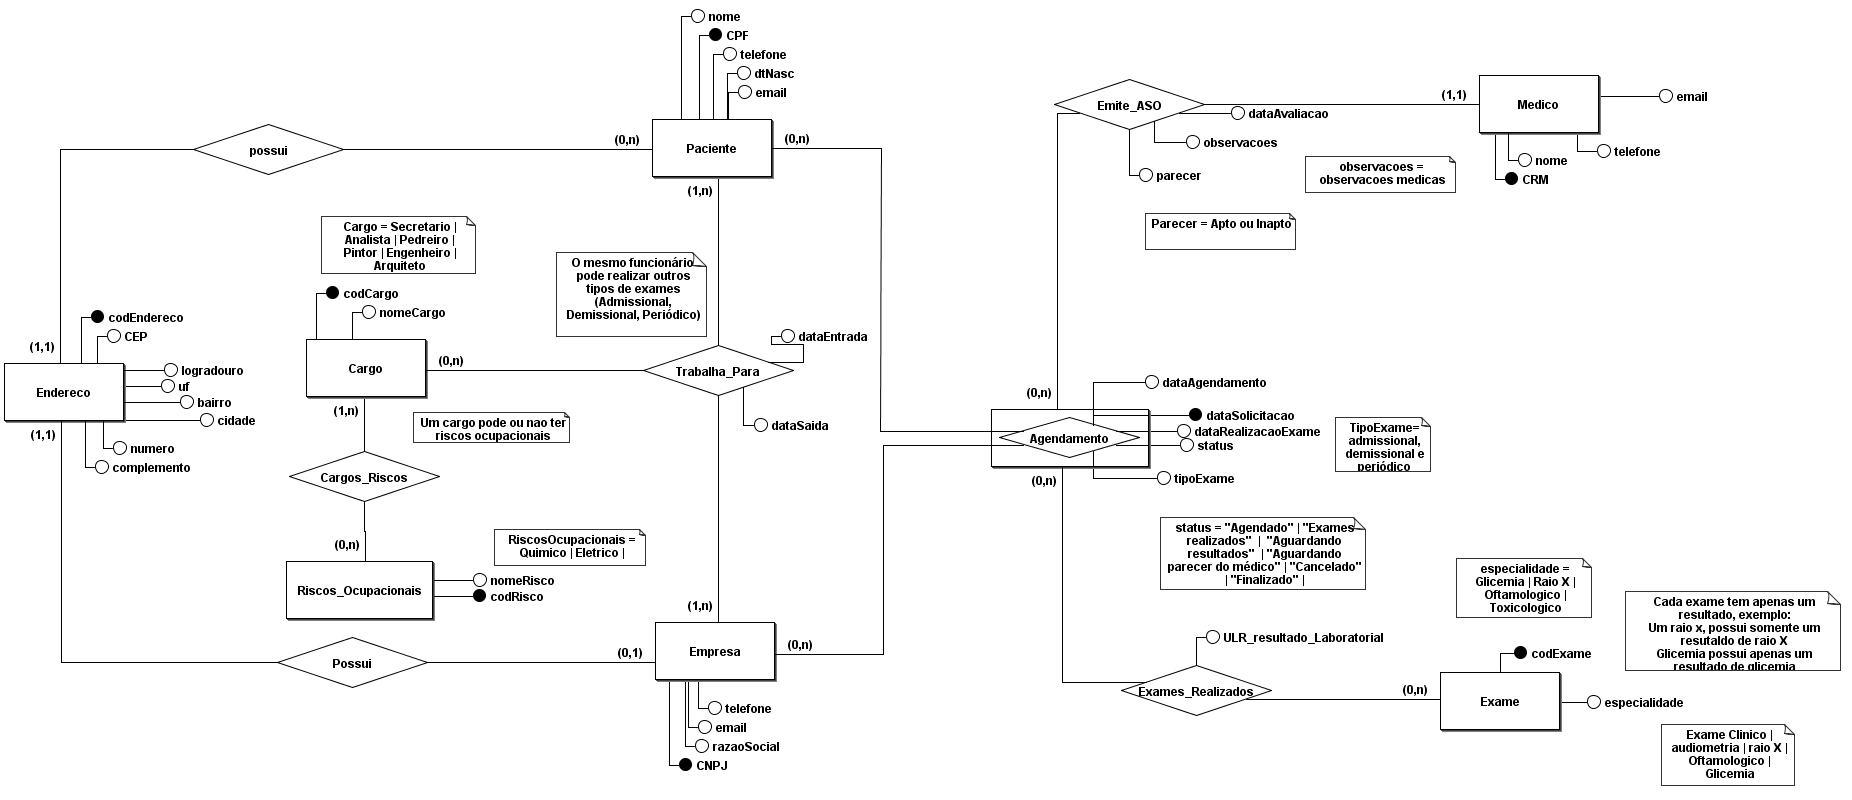 nome
CPF
telefone
dtNasc
email
Paciente
(0,n)
(0,n)
(1,n)
possui
Emite_ASO
dataAvaliacao
observacoes
parecer
(1,1)
Medico
email
telefone
nome
CRM
observacoes =
observacoes medicas
Parecer = Apto ou Inapto
Cargo = Secretario |
Analista | Pedreiro |
Pintor | Engenheiro |
Arquiteto
O mesmo funcionário
pode realizar outros
tipos de exames
(Admissional,
Demissional, Periódico)
codCargo
nomeCargo
Cargo
(0,n)
(1,n)
Trabalha_Para
dataEntrada
dataSaida
codEndereco
CEP
(1,1)
Endereco
logradouro
uf
bairro
cidade
(1,1)
numero
complemento
Um cargo pode ou nao ter
riscos ocupacionais
Cargos_Riscos
(0,n)
RiscosOcupacionais =
Quimico | Eletrico |
Riscos_Ocupacionais
nomeRisco
codRisco
Possui
(0,1)
(1,n)
Empresa
(0,n)
telefone
email
razaoSocial
CNPJ
(0,n)
Agendamento
dataAgendamento
dataSolicitacao
dataRealizacaoExame
status
tipoExame
(0,n)
TipoExame=
admissional,
demissional e
periódico
status = "Agendado" | "Exames
realizados" | "Aguardando
resultados" | "Aguardando
parecer do médico" | "Cancelado"
| "Finalizado" |
especialidade =
Glicemia | Raio X |
Oftamologico |
Toxicologico
Cada exame tem apenas um
resultado, exemplo:
Um raio x, possui somente um
resutaldo de raio X
Glicemia possui apenas um
resultado de glicemia
ULR_resultado_Laboratorial
Exames_Realizados
(0,n)
codExame
Exame
especialidade
Exame Clinico |
audiometria | raio X |
Oftamologico |
Glicemia